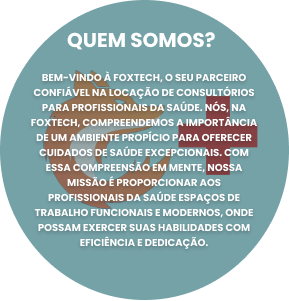 QUEM SOMOS?
BEM-VINDO À FOXTECH, O SEU PARCEIRO
CONFIÁVEL NA LOCAÇÃO DE CONSULTÓRIOS
PARA PROFISSIONAIS DA SAÚDE. NÓS, NA
FOXTECH, COMPREENDEMOS A IMPORTÂNCIA
DE UM AMBIENTE PROPÍCIO PARA OFERECER
CUIDADOS DE SAÚDE EXCEPCIONAIS. COM
ESSA COMPREENSÃO EM MENTE, NOSSA
MISSÃO É PROPORCIONAR AOS
PROFISSIONAIS DA SAÚDE ESPAÇOS DE
TRABALHO FUNCIONAIS E MODERNOS, ONDE
POSSAM EXERCER SUAS HABILIDADES COM
EFICIÊNCIA E DEDICAÇÃO.